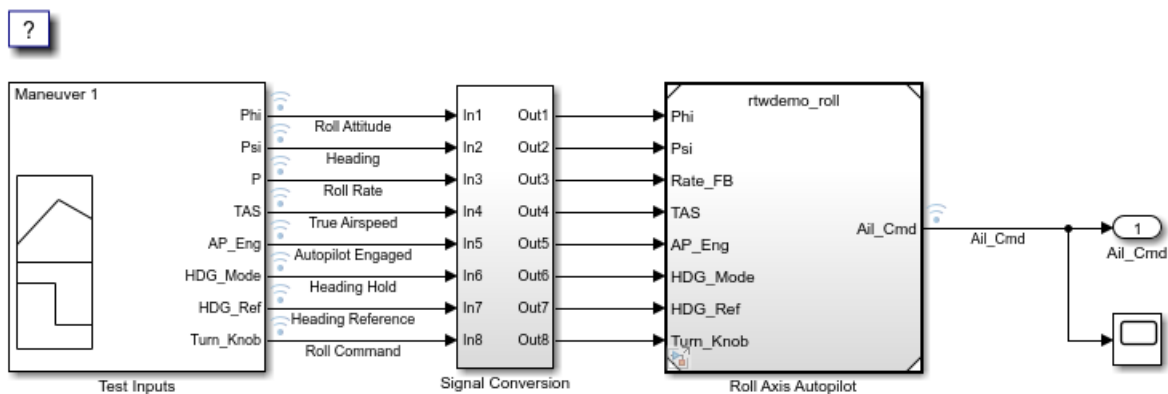 ?
Maneuver 1
rtwdemo_roll
Phi Roll Attitude In1 Out1 Phi
Psi Heading In2 Out2 Psi
P Roll Rate In3 Out3 Rate_FB
TAS True Airspeed In4 Out4 TAS
AP_Eng Autopilot Engaged In5 Out5 AP_Eng
HDG_Mode Heading Hold In6 Out6 HDG_Mode
HDG_Ref Heading Reference In7 Out7 HDG_Ref
Turn_Knob Roll Command In8 Out8 Turn_Knob
Ail_Cmd Ail_Cmd 1
Ail_Cmd
Test Inputs Signal Conversion Roll Axis Autopilot